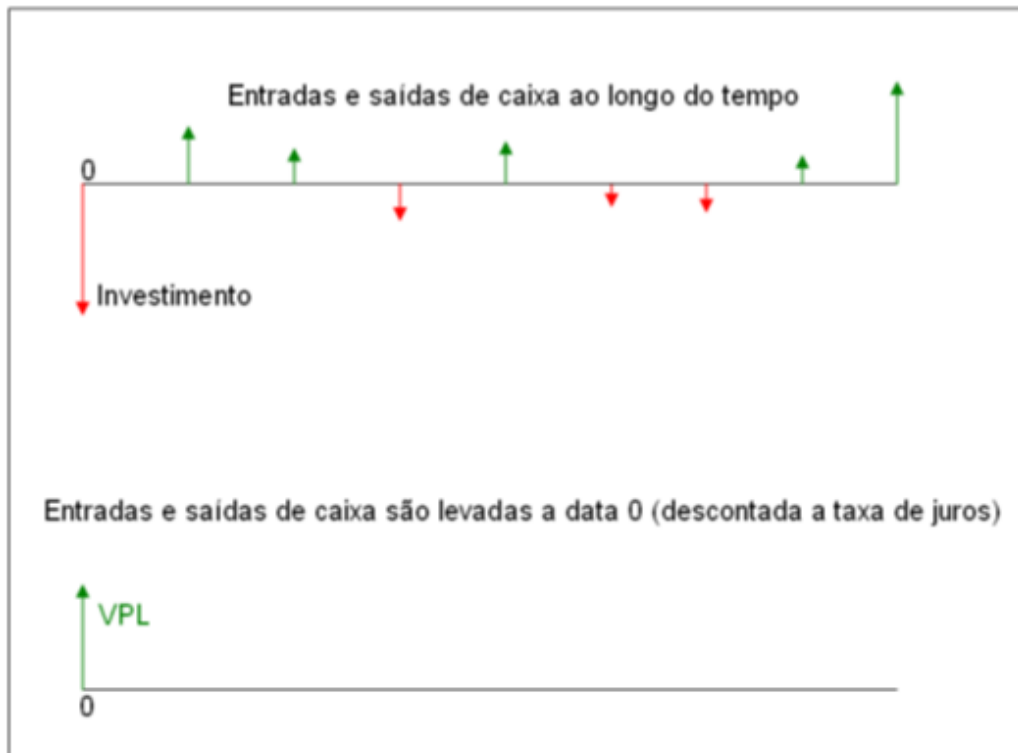 Entradas e saídas de caixa ao longo do tempo
0
Investimento
Entradas e saídas de caixa são levadas a data 0 (descontada a taxa de juros)
VPL
0